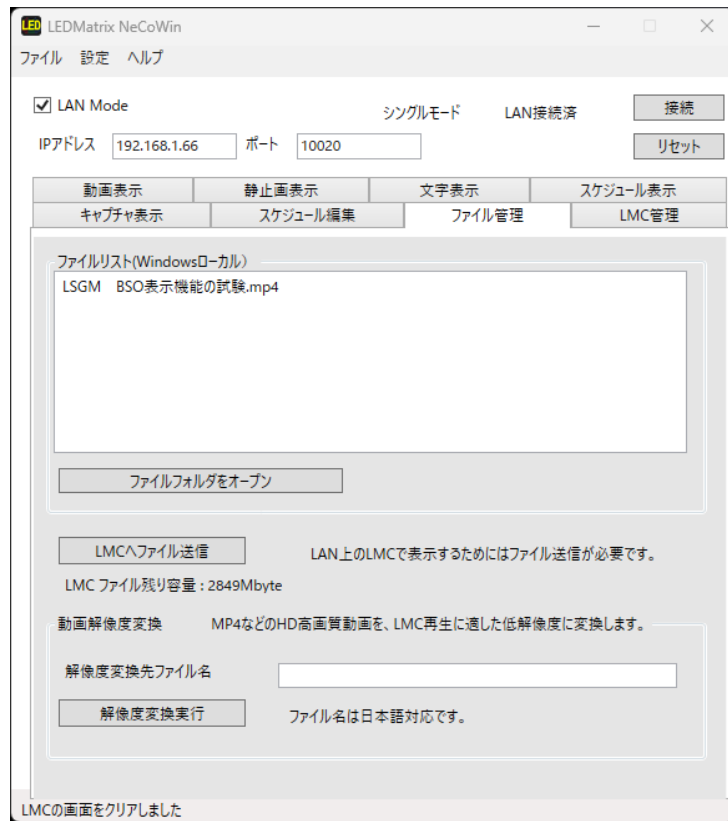 LED LEDMatrix NeCoWin
ファイル 設定 ヘルプ
LAN Mode シングルモード LAN接続済 接続
IPアドレス 192.168.1.66 ポート 10020 リセット
動画表示 静止画表示 文字表示 スケジュール表示
キャプチャ表示 スケジュール編集 ファイル管理 LMC管理
ファイルリスト(Windowsローカル)
LSGM　BSO表示機能の試験.mp4
ファイルフォルダをオープン
LMCへファイル送信 LAN上のLMCで表示するためにはファイル送信が必要です。
LMC ファイル残り容量 : 2849Mbyte
動画解像度変換 MP4などのHD高画質動画を、LMC再生に適した低解像度に変換します。
解像度変換先ファイル名
解像度変換実行 ファイル名は日本語対応です。
LMCの画面をクリアしました